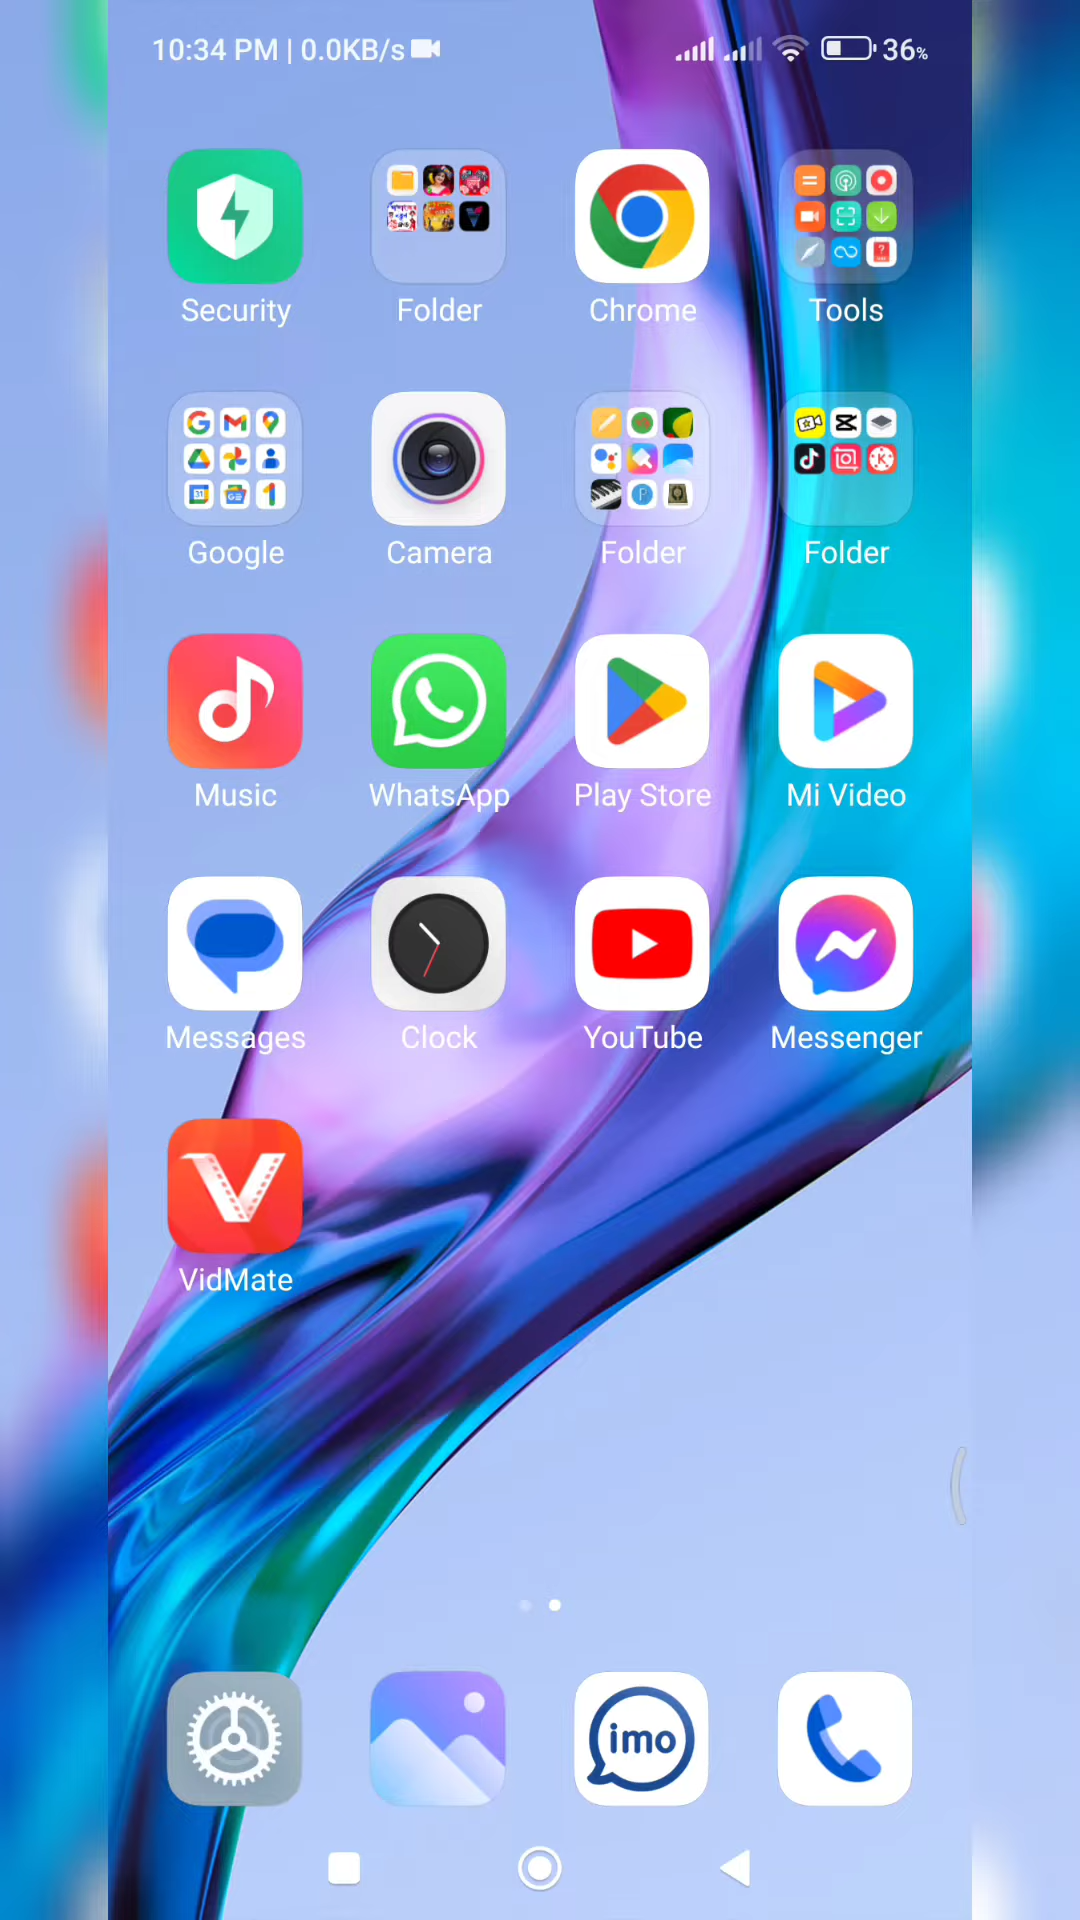 10:34 PM | 0.0KB/s 36%
Security Folder Chrome Tools
Google Camera Folder Folder
Music WhatsApp Play Store Mi Video
Messages Clock YouTube Messenger
VidMate
imo